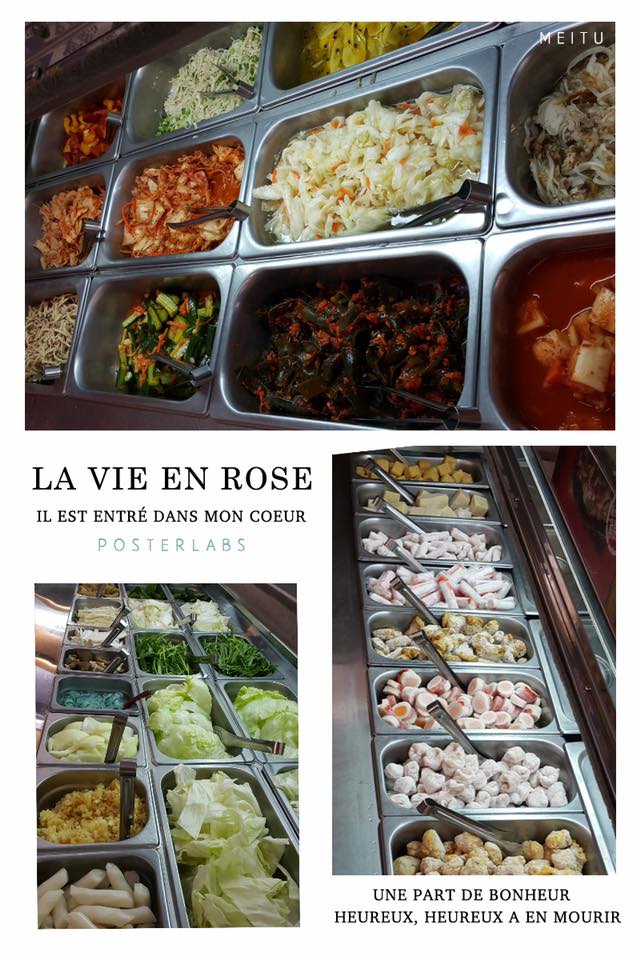 MEITU
LA VIE EN ROSE
IL EST ENTRÉ DANS MON COEUR
POSTERLABS
UNE PART DE BONHEUR
HEUREUX, HEUREUX A EN MOURIR